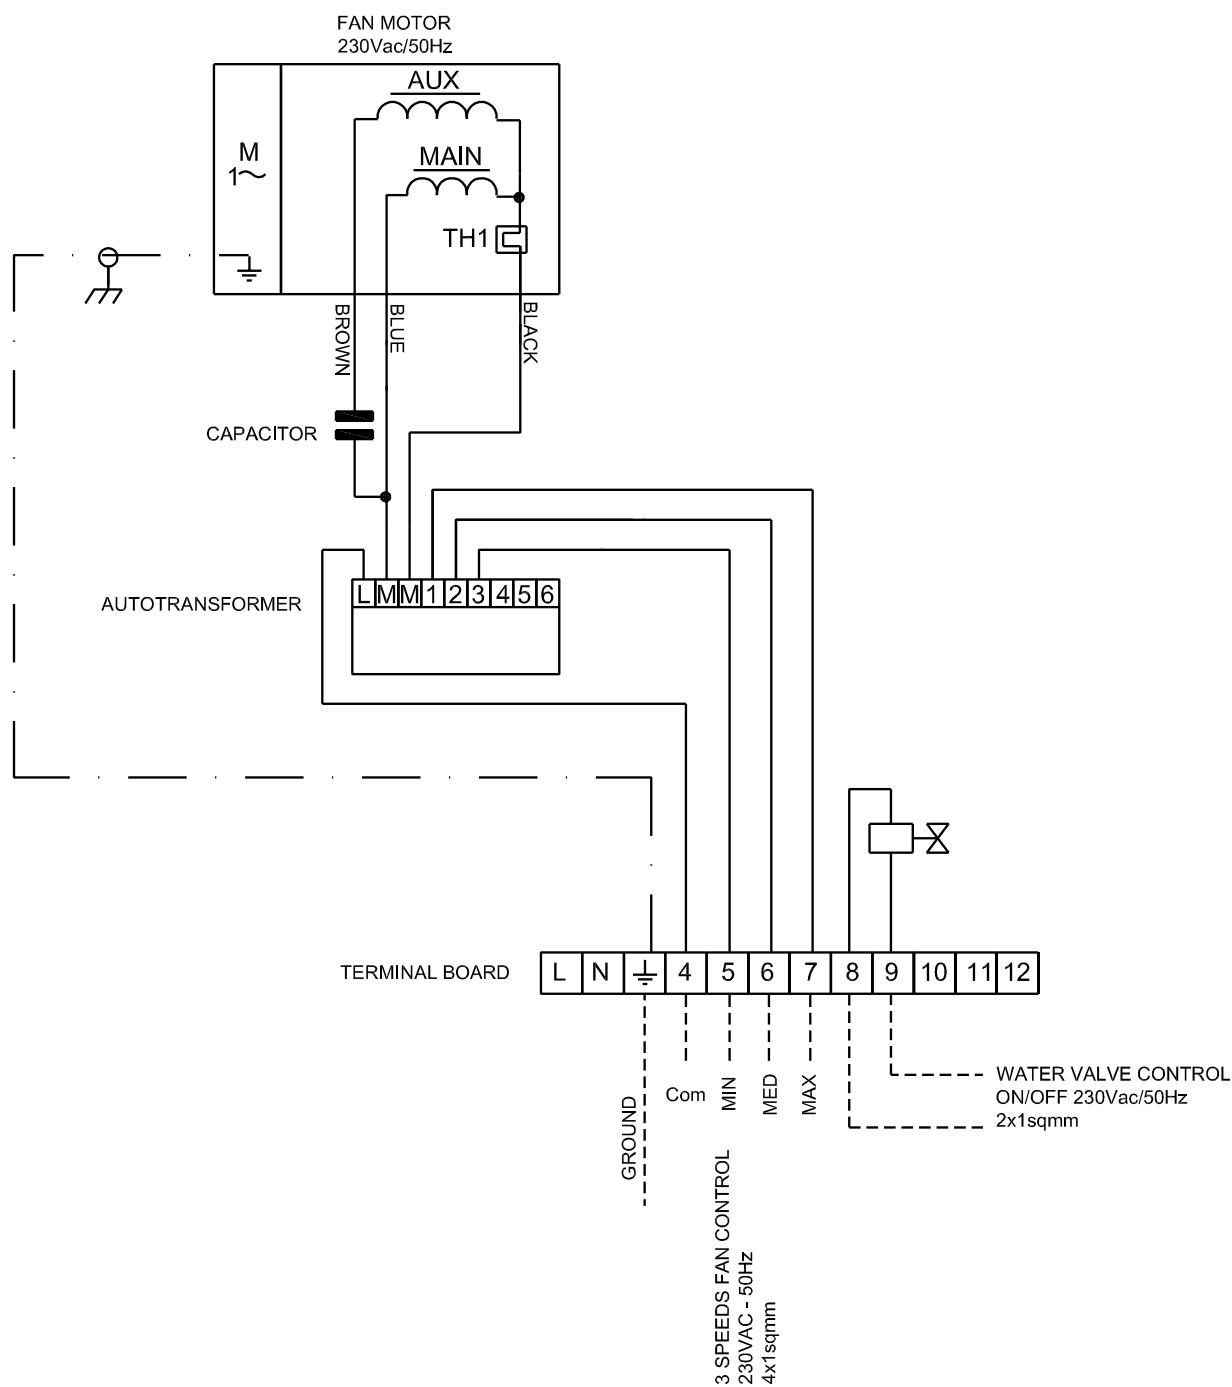 FAN MOTOR
230Vac/50Hz
AUX
M
1~
MAIN
TH1
BROWN
BLUE
BLACK
CAPACITOR
AUTOTRANSFORMER
L M M 1 2 3 4 5 6
TERMINAL BOARD
L N 4 5 6 7 8 9 10 11 12
GROUND
Com
MIN
MED
MAX
WATER VALVE CONTROL
ON/OFF 230Vac/50Hz
2x1sqmm
3 SPEEDS FAN CONTROL
230VAC - 50Hz
4x1sqmm